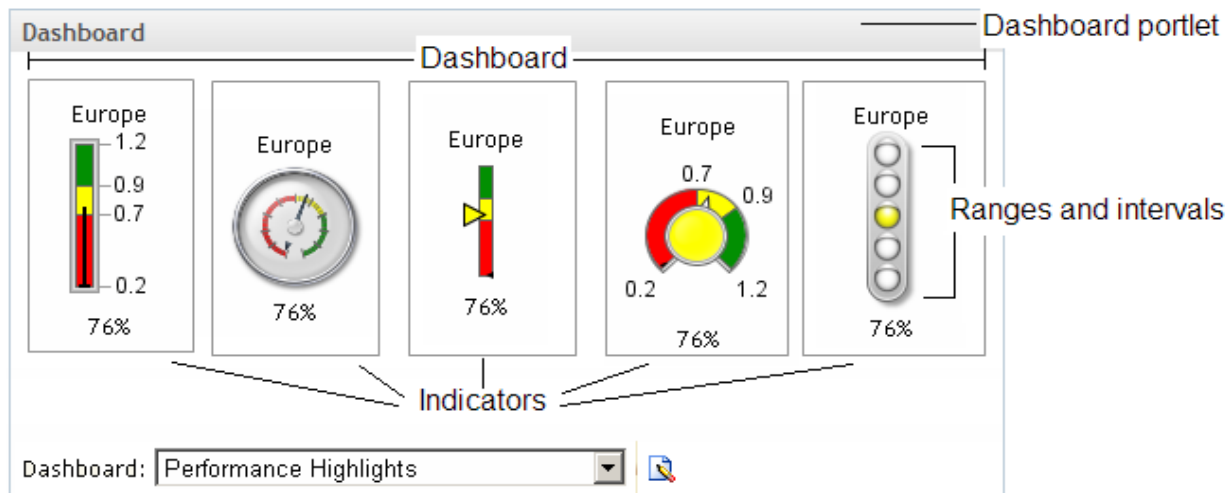 Dashboard
Dashboard portlet
Dashboard
Europe
1.2
0.9
0.7
0.2
76%
Europe
76%
Europe
76%
Europe
0.7
0.9
0.2
1.2
76%
Europe
76%
Ranges and intervals
Indicators
Dashboard: Performance Highlights